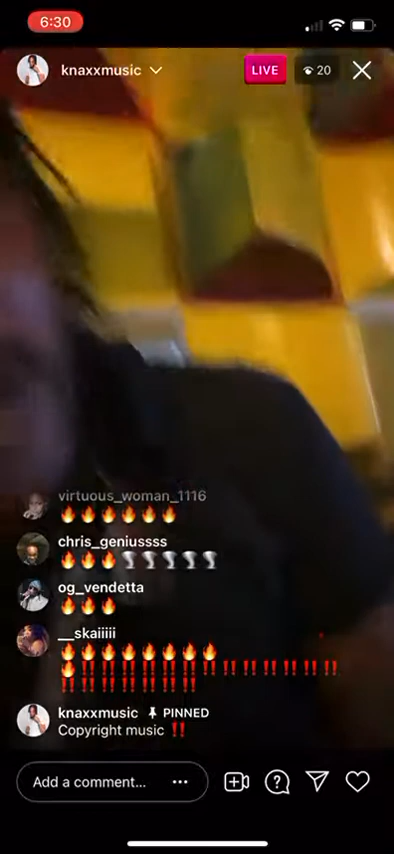 6:30
knaxxmusic
LIVE
20
virtuous_woman_1116
🔥🔥🔥🔥🔥🔥
chris_geniussss
🔥🔥🔥🌪🌪🌪🌪🌪
og_vendetta
🔥🔥🔥
__skaiiiii
🔥🔥🔥🔥🔥🔥🔥🔥
🔥‼️‼️‼️‼️‼️‼️‼️‼️‼️‼️‼️‼️‼️
‼️‼️‼️‼️‼️‼️‼️
knaxxmusic 📌 PINNED
Copyright music ‼️
Add a comment... •••